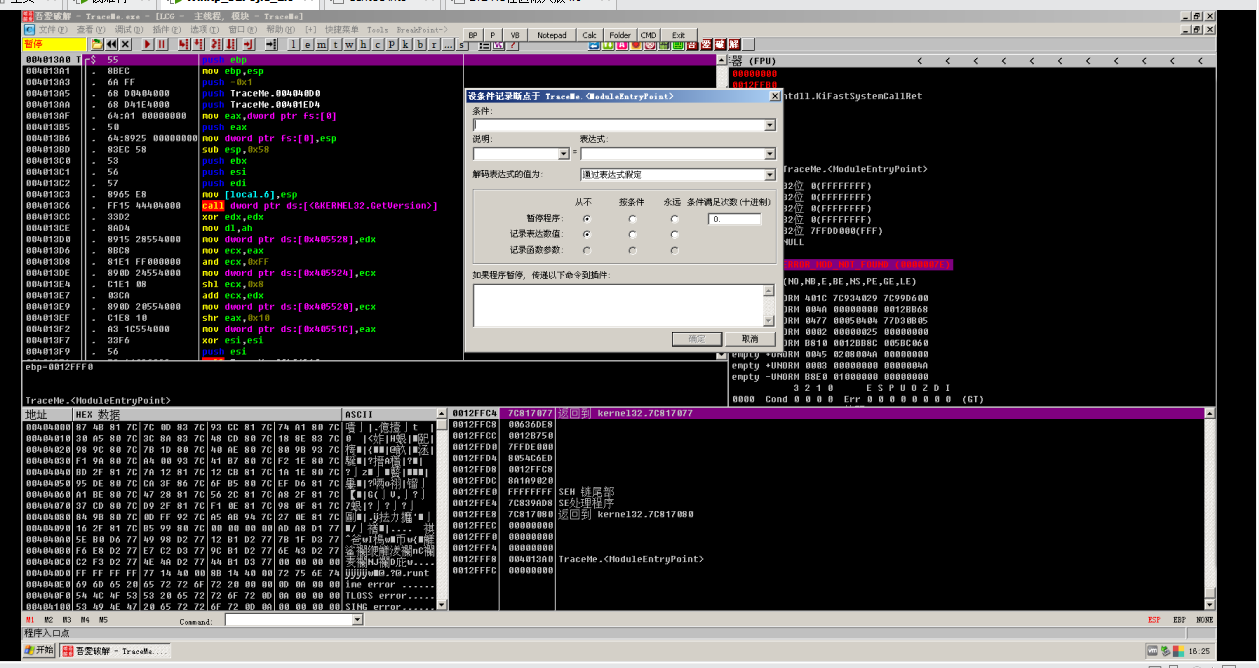 吾爱破解 - TraceMe.exe - [LCG - 主线程, 模块 - TraceMe]
文件(F) 查看(V) 调试(D) 插件(P) 选项(T) 窗口(W) 帮助(H) [+] 快捷菜单 Tools BreakPoint->
BP P VB Notepad Calc Folder CMD Exit
暂停 l e m t w h c P k b r ... s
004013A0 55 push ebp
004013A1 . 8BEC mov ebp,esp
004013A3 . 6A FF push -0x1
004013A5 . 68 D0404000 push TraceMe.004040D0
004013AA . 68 D41E4000 push TraceMe.00401ED4
004013AF . 64:A1 00000000 mov eax,dword ptr fs:[0]
004013B5 . 50 push eax
004013B6 . 64:8925 00000000 mov dword ptr fs:[0],esp
004013BD . 83EC 58 sub esp,0x58
004013C0 . 53 push ebx
004013C1 . 56 push esi
004013C2 . 57 push edi
004013C3 . 8965 E8 mov [local.6],esp
004013C6 . FF15 44404000 call dword ptr ds:[<&KERNEL32.GetVersion>]
004013CC . 33D2 xor edx,edx
004013CE . 8AD4 mov dl,ah
004013D0 . 8915 28554000 mov dword ptr ds:[0x405528],edx
004013D6 . 8BC8 mov ecx,eax
004013D8 . 81E1 FF000000 and ecx,0xFF
004013DE . 890D 24554000 mov dword ptr ds:[0x405524],ecx
004013E4 . C1E1 08 shl ecx,0x8
004013E7 . 03CA add ecx,edx
004013E9 . 890D 20554000 mov dword ptr ds:[0x405520],ecx
004013EF . C1E8 10 shr eax,0x10
004013F2 . A3 1C554000 mov dword ptr ds:[0x40551C],eax
004013F7 . 33F6 xor esi,esi
004013F9 . 56 push esi
ebp=0012FFF0
TraceMe.<ModuleEntryPoint>
设条件记录断点于 TraceMe.<ModuleEntryPoint>
条件:
说明: 表达式:
=
解码表达式的值为: 通过表达式假定
从不 按条件 永远 条件满足次数(十进制)
暂停程序: 0.
记录表达数值:
记录函数参数:
如果程序暂停, 传递以下命令到插件:
确定 取消
器 (FPU)
00000000
ntdll.KiFastSystemCallRet
TraceMe.<ModuleEntryPoint>
32位 0(FFFFFFFF)
32位 0(FFFFFFFF)
32位 0(FFFFFFFF)
32位 0(FFFFFFFF)
32位 7FFDD000(FFF)
NULL
(NO,NB,E,BE,NS,PE,GE,LE)
ORM 401C 7C934029 7C99D600
ORM 004A 00000000 0012BB68
ORM 0477 00050404 77D30B05
ORM 0002 00000025 00000000
ORM B810 0012BB8C 005BC060
empty +UNORM 0045 0208004A 00000000
empty +UNORM 0003 00000000 0000004A
empty -UNORM B8E0 01000000 00000000
3 2 1 0 E S P U O Z D I
0000 Cond 0 0 0 0 Err 0 0 0 0 0 0 0 0 (GT)
地址 HEX 数据 ASCII
00404000 87 4B 81 7C 7C 0D 83 7C 93 CC 81 7C 74 A1 80 7C
00404010 30 A5 80 7C 3C 8A 83 7C 48 CD 80 7C 18 8E 83 7C
00404020 98 9C 80 7C 7B 1D 80 7C 40 AE 80 7C 80 9B 93 7C
00404030 F1 9A 80 7C A4 00 93 7C 41 B7 80 7C F2 1E 80 7C
00404040 BD 2F 81 7C 7A 12 81 7C 12 CB 81 7C 1A 1E 80 7C
00404050 95 DE 80 7C CA 3F 86 7C 6F B5 80 7C EF D6 81 7C
00404060 A1 BE 80 7C 47 28 81 7C 56 2C 81 7C A8 2F 81 7C
00404070 37 CD 80 7C D9 2F 81 7C F1 0E 81 7C 98 0F 81 7C
00404080 84 9B 80 7C 0D FF 92 7C A5 AB 94 7C 27 0E 81 7C
00404090 16 2F 81 7C B5 99 80 7C 00 00 00 00 AD A8 D1 77
004040A0 5E B0 D6 77 49 98 D2 77 12 B1 D2 77 7B 1F D3 77
004040B0 F6 E8 D2 77 E7 C2 D3 77 9C B1 D2 77 6E 43 D2 77
004040C0 C2 F3 D2 77 4E 4A D2 77 44 B1 D3 77 00 00 00 00
004040D0 FF FF FF FF 77 14 40 00 8B 14 40 00 72 75 6E 74
004040E0 69 6D 65 20 65 72 72 6F 72 20 00 00 0D 0A 00 00 ime error ......
004040F0 54 4C 4F 53 53 20 65 72 72 6F 72 0D 0A 00 00 00 TLOSS error.....
00404100 53 49 4E 47 20 65 72 72 6F 72 0D 0A 00 00 00 00 SING error......
0012FFC4 7C817077 返回到 kernel32.7C817077
0012FFC8 00636DE8
0012FFCC 0012B750
0012FFD0 7FFDE000
0012FFD4 8054C6ED
0012FFD8 0012FFC8
0012FFDC 8A1A9020
0012FFE0 FFFFFFFF SEH 链尾部
0012FFE4 7C839AD8 SE处理程序
0012FFE8 7C817080 返回到 kernel32.7C817080
0012FFEC 00000000
0012FFF0 00000000
0012FFF4 00000000
0012FFF8 004013A0 TraceMe.<ModuleEntryPoint>
0012FFFC 00000000
M1 M2 M3 M4 M5 Command: ESP EBP NONE
程序入口点
开始 吾爱破解 - TraceMe.... 16:25